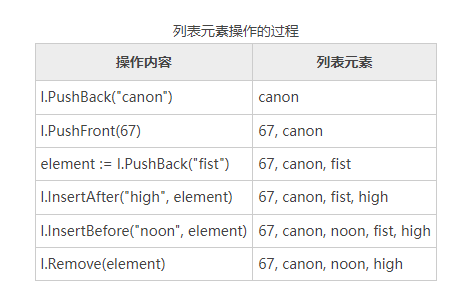 列表元素操作的过程
操作内容 列表元素
l.PushBack("canon") canon
l.PushFront(67) 67, canon
element := l.PushBack("fist") 67, canon, fist
l.InsertAfter("high", element) 67, canon, fist, high
l.InsertBefore("noon", element) 67, canon, noon, fist, high
l.Remove(element) 67, canon, noon, high